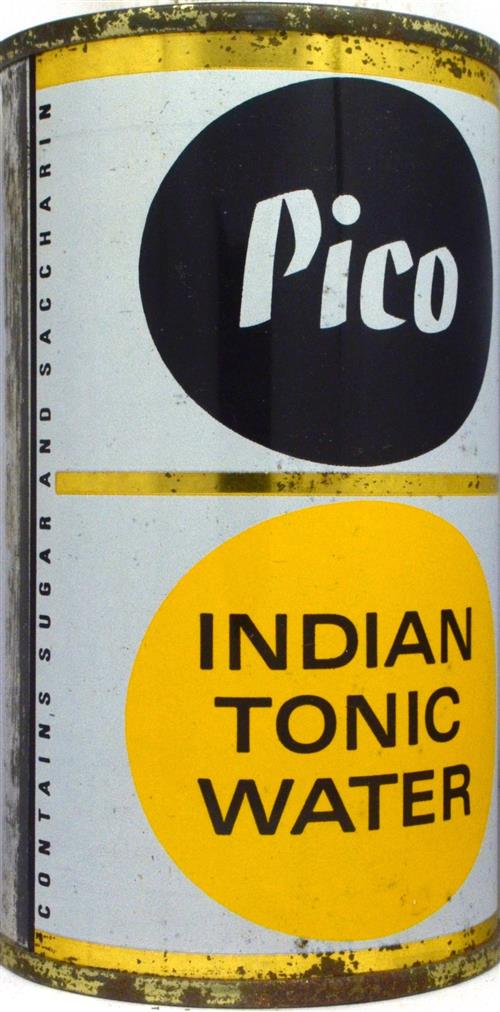 Pico
INDIAN
TONIC
WATER
CONTAINS SUGAR AND SACCHARIN